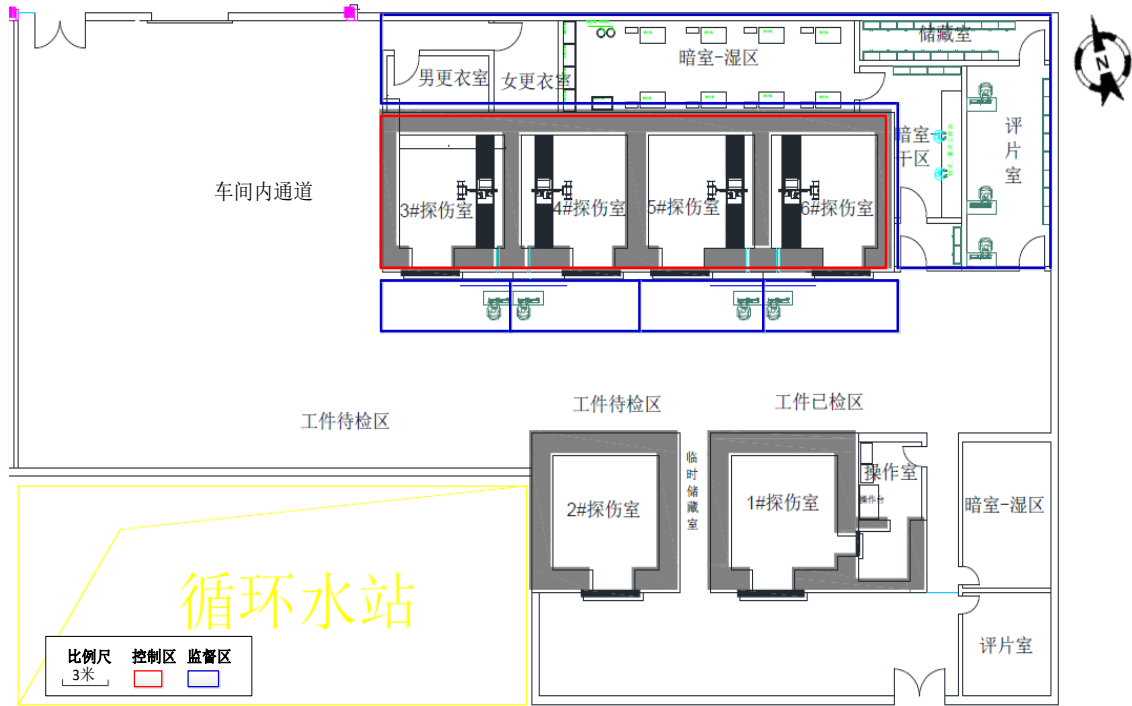 储藏室
N
暗室-湿区
男更衣室
女更衣室
评
片
室
暗室-
干区
车间内通道
3#探伤室
4#探伤室
5#探伤室
6#探伤室
工件待检区
工件待检区
工件已检区
临
时
储
藏
室
操作室
操作台
2#探伤室
1#探伤室
暗室-湿区
循环水站
评片室
比例尺
控制区
监督区
3米